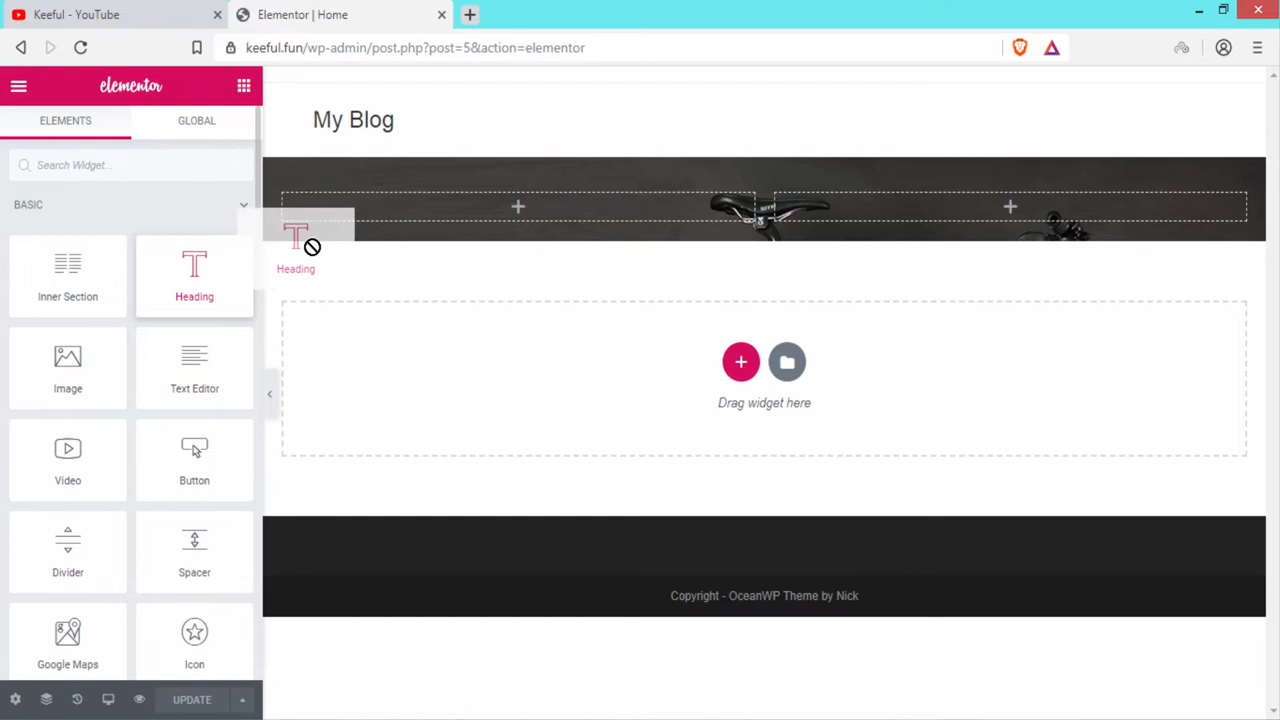 Keeful - YouTube
Elementor | Home
keeful.fun/wp-admin/post.php?post=5&action=elementor
elementor
ELEMENTS
GLOBAL
My Blog
Search Widget...
BASIC
Inner Section
Heading
Heading
Image
Text Editor
Drag widget here
Video
Button
Divider
Spacer
Copyright - OceanWP Theme by Nick
Google Maps
Icon
UPDATE